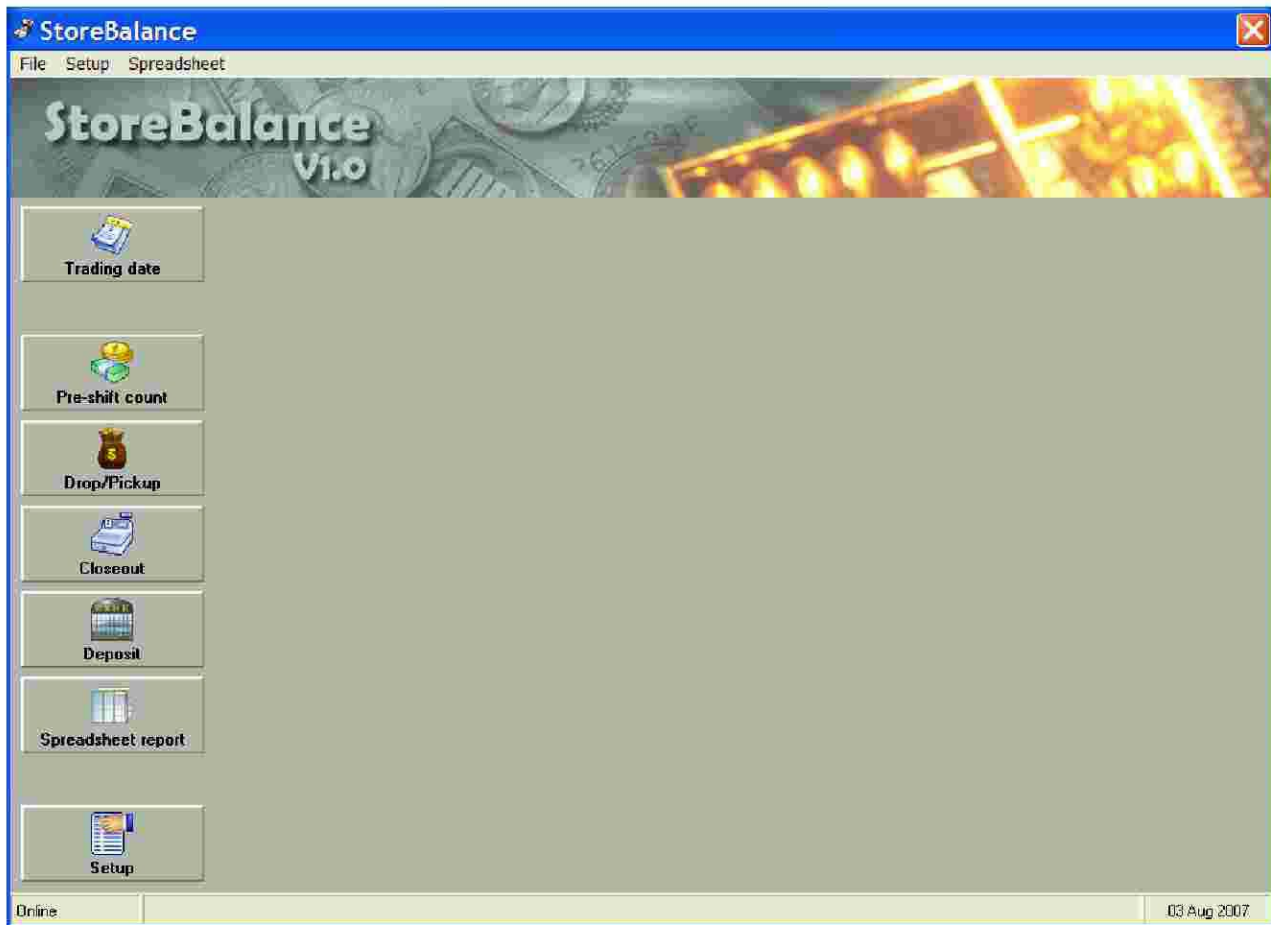 StoreBalance
File Setup Spreadsheet
StoreBalance
V1.0
Trading date
Pre-shift count
Drop/Pickup
Closeout
Deposit
Spreadsheet report
Setup
Online
03 Aug 2007